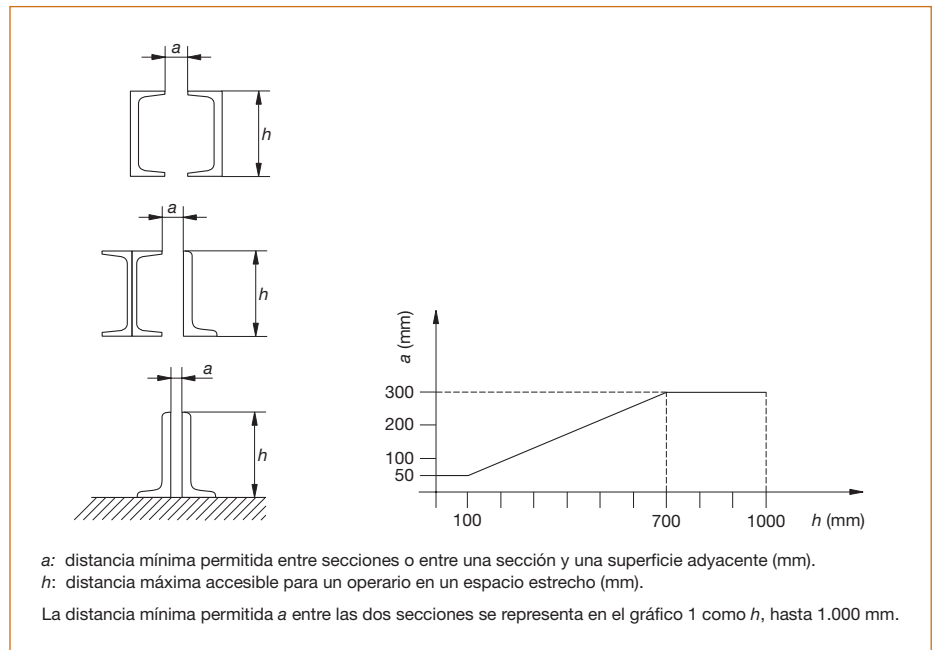 a
h
a
h
a
h
a (mm)
300
200
100
50
100
700
1000
h (mm)
a: distancia mínima permitida entre secciones o entre una sección y una superficie adyacente (mm).
h: distancia máxima accesible para un operario en un espacio estrecho (mm).
La distancia mínima permitida a entre las dos secciones se representa en el gráfico 1 como h, hasta 1.000 mm.